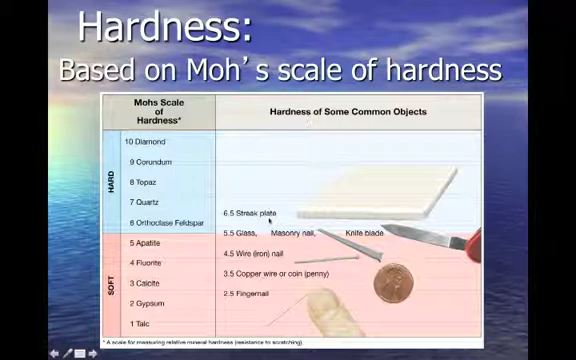 Hardness:
Based on Moh's scale of hardness
Mohs Scale
of
Hardness*
Hardness of Some Common Objects
HARD
10 Diamond
9 Corundum
8 Topaz
7 Quartz
6 Orthoclase Feldspar
SOFT
5 Apatite
4 Fluorite
3 Calcite
2 Gypsum
1 Talc
6.5 Streak plate
5.5 Glass, Masonry nail, Knife blade
4.5 Wire (iron) nail
3.5 Copper wire or coin (penny)
2.5 Fingernail
* A scale for measuring relative mineral hardness (resistance to scratching).